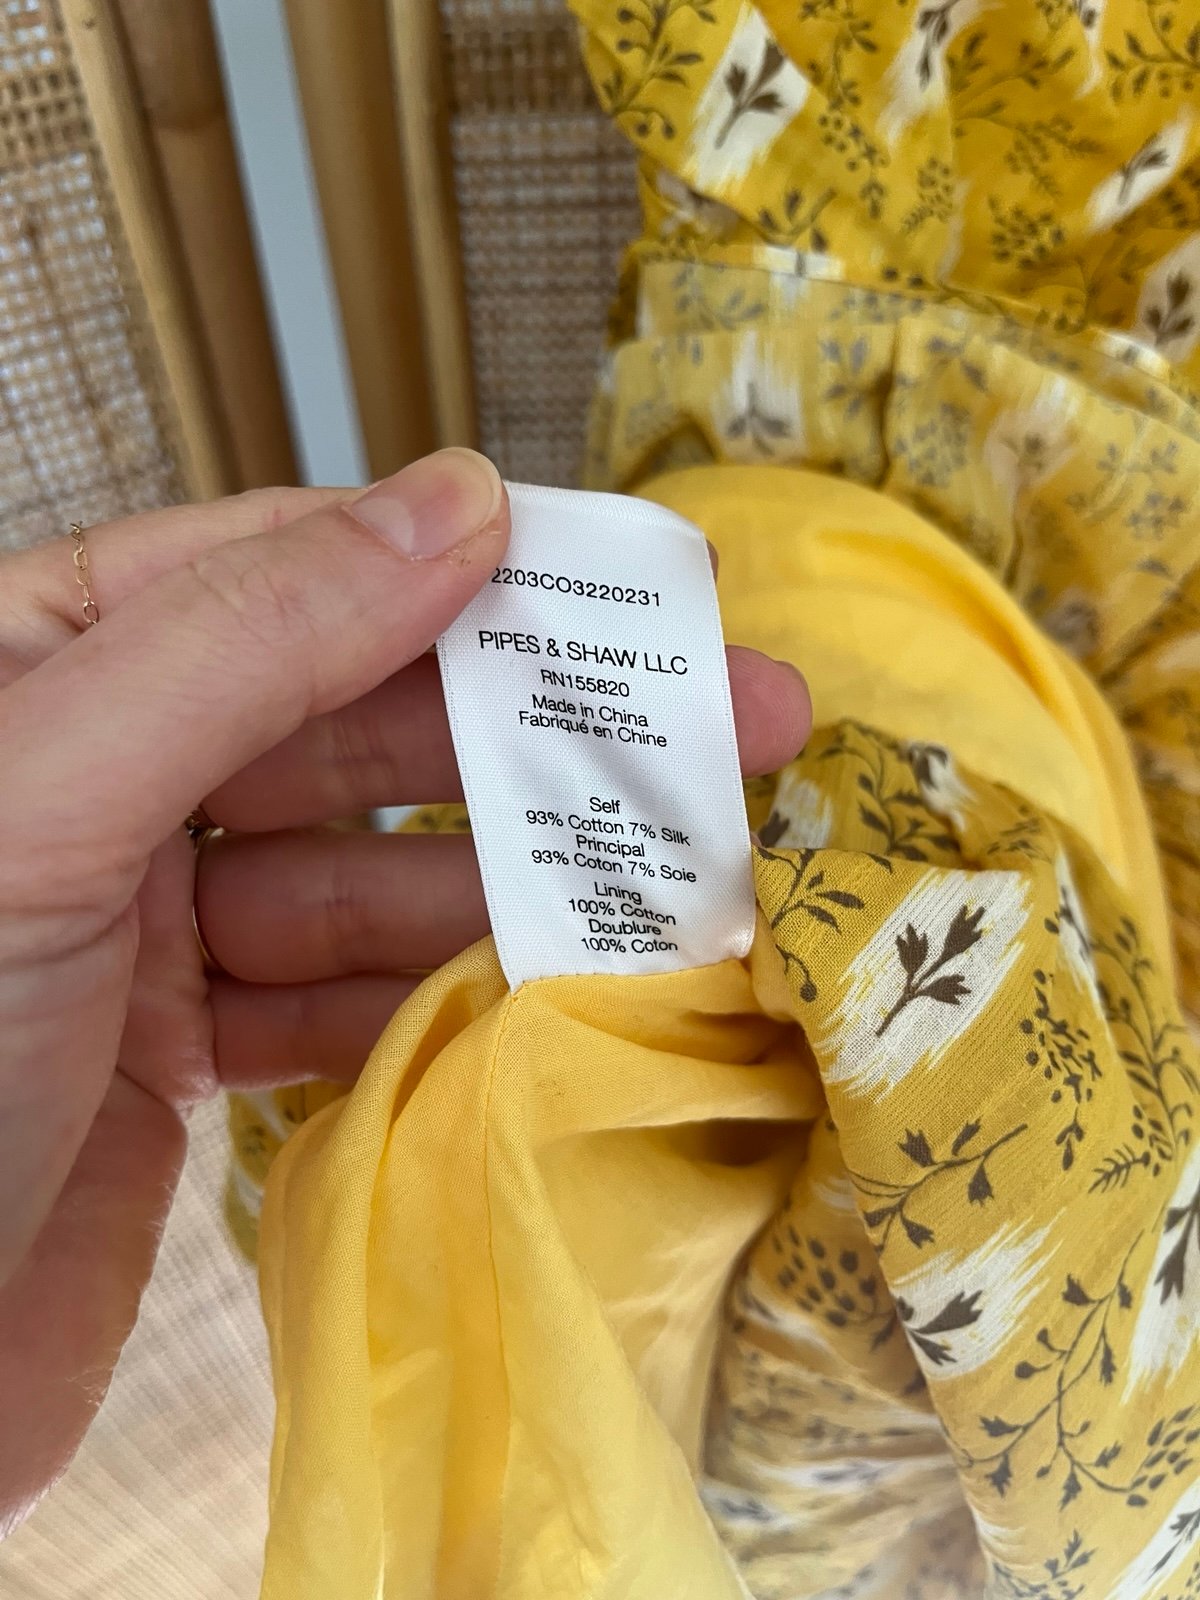 2203CO3220231
PIPES & SHAW LLC
RN155820
Made in China
Fabriqué en Chine
Self
93% Cotton 7% Silk
Principal
93% Coton 7% Soie
Lining
100% Cotton
Doublure
100% Coton